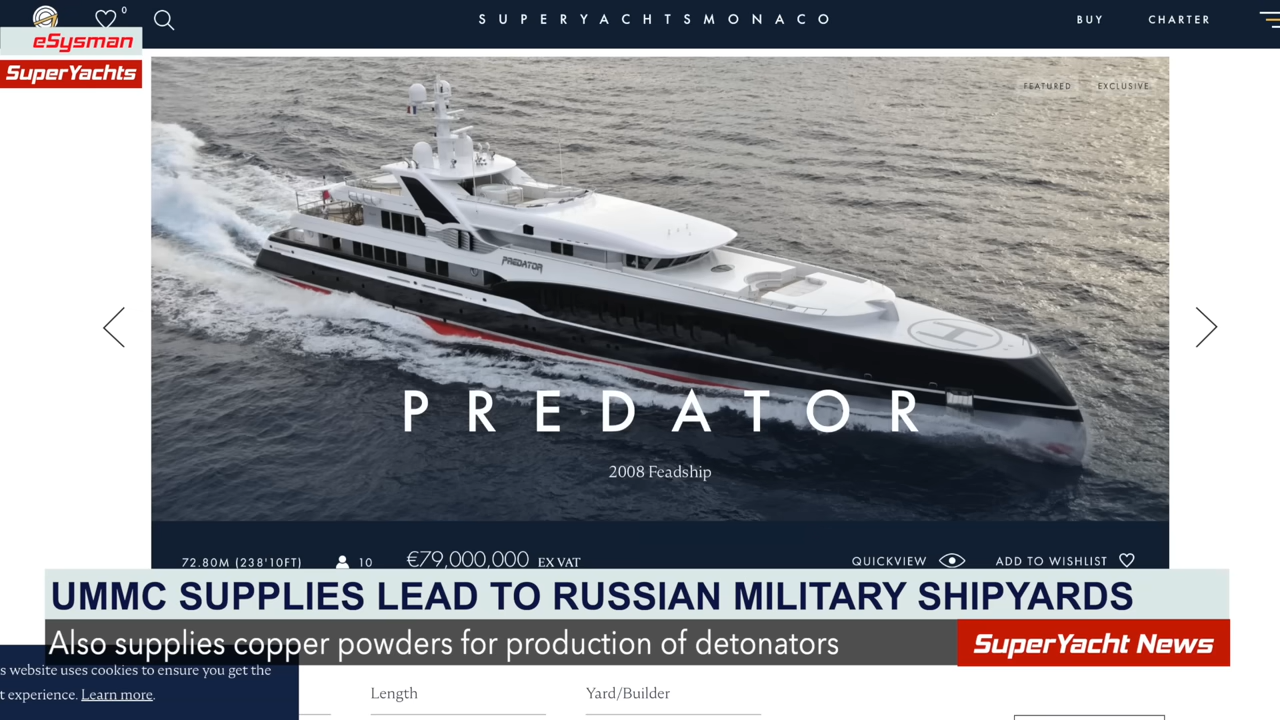 0
SUPERYACHTSMONACO
BUY
CHARTER
eSysman
SuperYachts
FEATURED
EXCLUSIVE
PREDATOR
PREDATOR
2008 Feadship
72.80M (238'10FT)
10
€79,000,000 EX VAT
QUICKVIEW
ADD TO WISHLIST
UMMC SUPPLIES LEAD TO RUSSIAN MILITARY SHIPYARDS
Also supplies copper powders for production of detonators
SuperYacht News
s website uses cookies to ensure you get the
t experience. Learn more.
Length
Yard/Builder